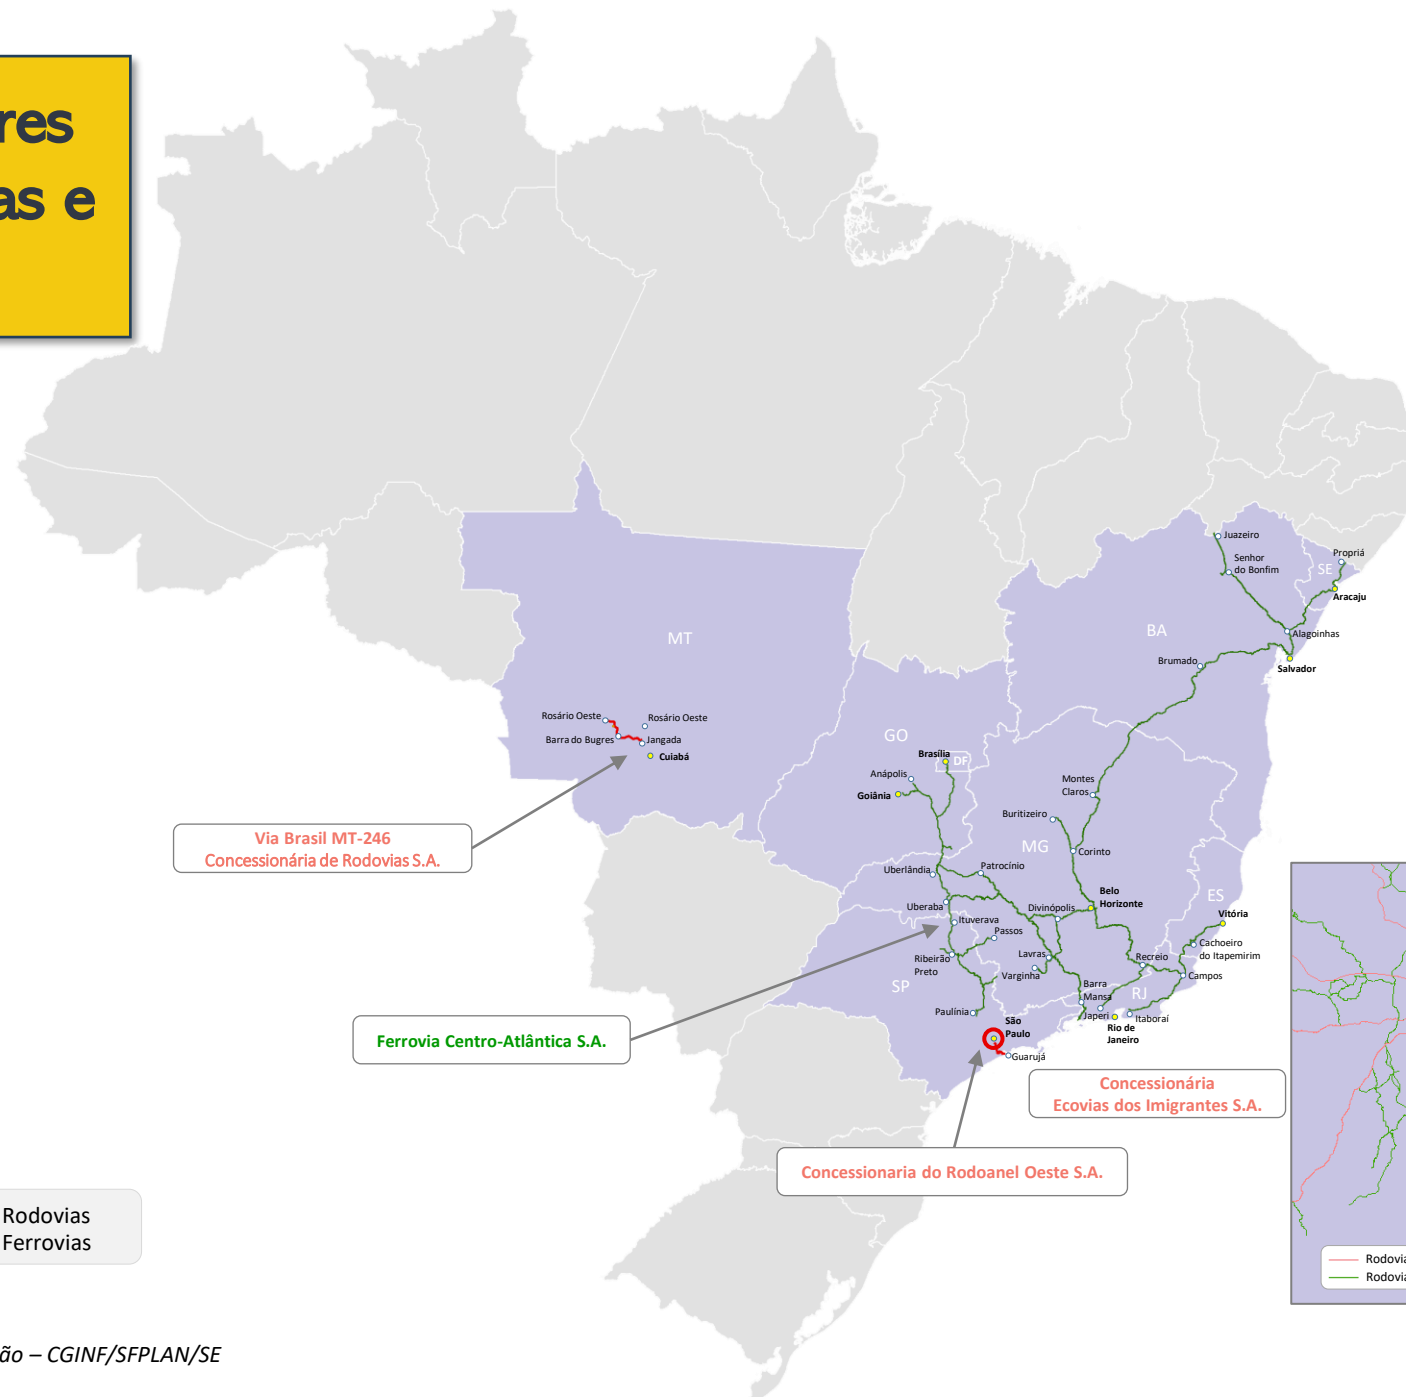 res
as e
Juazeiro
Senhor
do Bonfim
Propriá
SE
Aracaju
BA
Alagoinhas
Brumado
Salvador
MT
Rosário Oeste
Rosário Oeste
Barra do Bugres
Jangada
Cuiabá
GO
Brasília
DF
Anápolis
Goiânia
Montes
Claros
Buritizeiro
MG
Corinto
Via Brasil MT-246
Concessionária de Rodovias S.A.
Uberlândia
Patrocínio
Belo
Horizonte
ES
Uberaba
Divinópolis
Vitória
Ituverava
Passos
Cachoeiro
do Itapemirim
Ribeirão
Preto
Lavras
Recreio
Varginha
Campos
SP
Barra
Mansa
RJ
Paulínia
Japeri
Itaboraí
São
Paulo
Rio de
Janeiro
Guarujá
Ferrovia Centro-Atlântica S.A.
Concessionária
Ecovias dos Imigrantes S.A.
Concessionaria do Rodoanel Oeste S.A.
Rodovias
Ferrovias
Rodovia
Rodovia
ão – CGINF/SFPLAN/SE